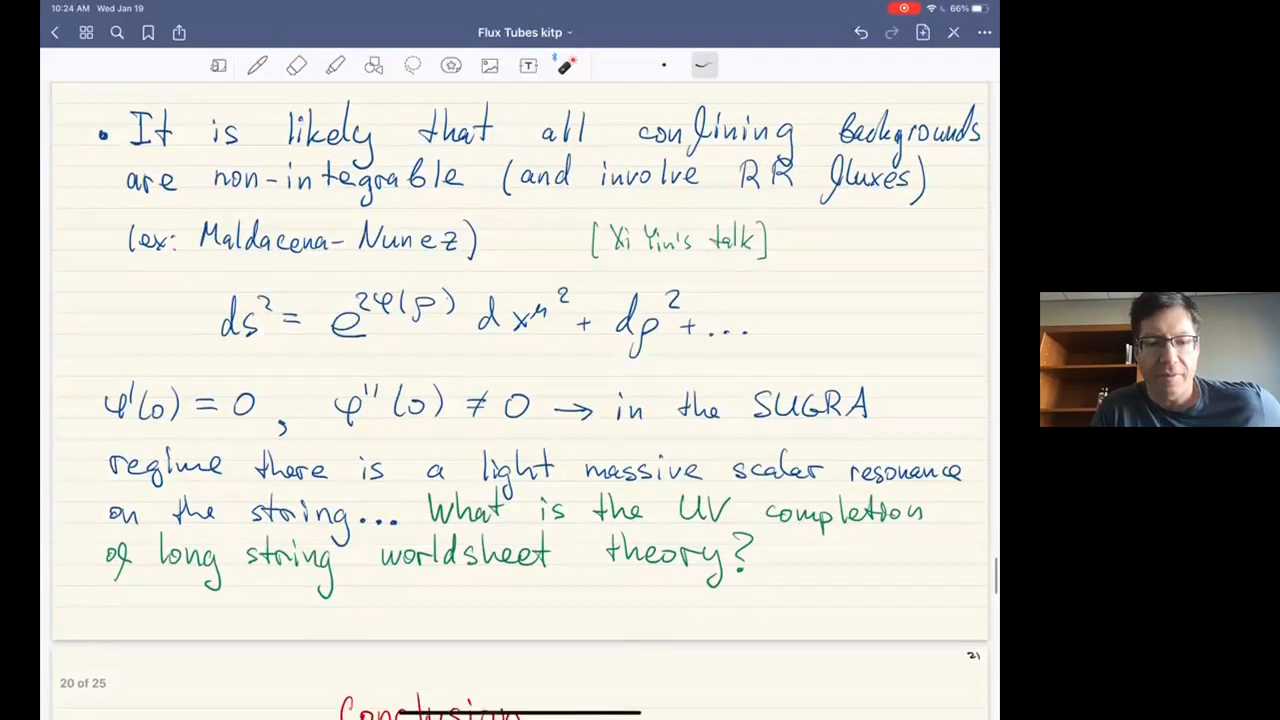 10:24 AM Wed Jan 19
66%
Flux Tubes kitp
• It is likely that all confining backgrounds
are non-integrable (and involve RR fluxes)
(ex: Maldacena-Nunez) [Xi Yin's talk]
ds² = e^{2φ(ρ)} dx^{μ 2} + dρ² + ...
φ'(0) = 0, φ''(0) ≠ 0 → in the SUGRA
regime there is a light massive scalar resonance
on the string... What is the UV completion
of long string worldsheet theory?
21
20 of 25
Conclusion